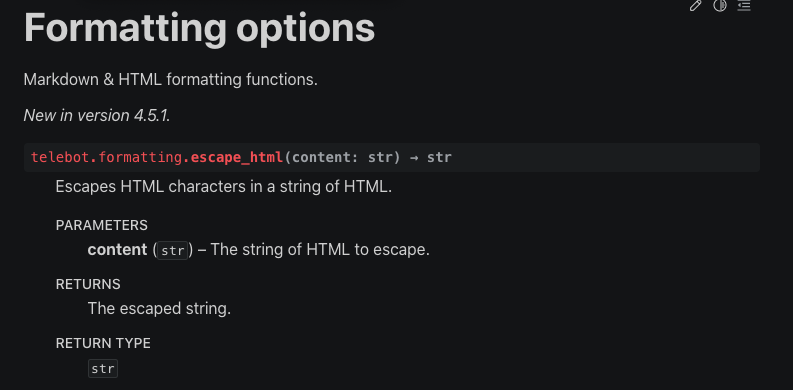 Formatting options
Markdown & HTML formatting functions.
New in version 4.5.1.
telebot.formatting.escape_html(content: str) → str
Escapes HTML characters in a string of HTML.
PARAMETERS
content (str) – The string of HTML to escape.
RETURNS
The escaped string.
RETURN TYPE
str